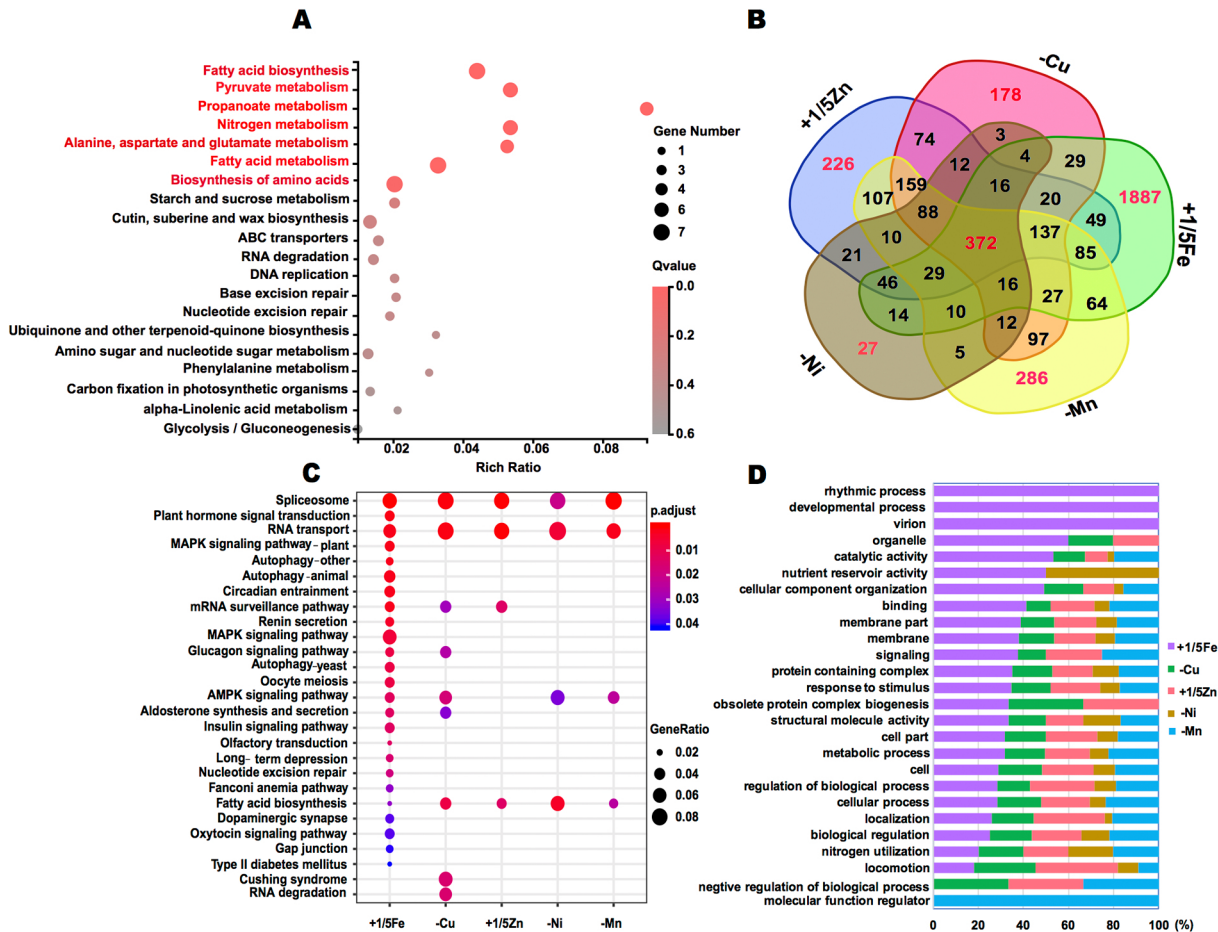 A
Fatty acid biosynthesis
Pyruvate metabolism
Propanoate metabolism
Nitrogen metabolism
Alanine, aspartate and glutamate metabolism
Fatty acid metabolism
Biosynthesis of amino acids
Starch and sucrose metabolism
Cutin, suberine and wax biosynthesis
ABC transporters
RNA degradation
DNA replication
Base excision repair
Nucleotide excision repair
Ubiquinone and other terpenoid-quinone biosynthesis
Amino sugar and nucleotide sugar metabolism
Phenylalanine metabolism
Carbon fixation in photosynthetic organisms
alpha-Linolenic acid metabolism
Glycolysis / Gluconeogenesis
0.02 0.04 0.06 0.08
Rich Ratio
Gene Number
1
3
4
6
7
Qvalue
0.0
0.2
0.4
0.6
B
+1/5Zn
-Cu
+1/5Fe
-Mn
-Ni
178
74 12 3 4 29
226 107 159 16 20 1887
88 49
10 372 137 85
21 46 29 16 27 64
14 10 12 97
27 5 286
C
Spliceosome
Plant hormone signal transduction
RNA transport
MAPK signaling pathway-plant
Autophagy-other
Autophagy-animal
Circadian entrainment
mRNA surveillance pathway
Renin secretion
MAPK signaling pathway
Glucagon signaling pathway
Autophagy-yeast
Oocyte meiosis
AMPK signaling pathway
Aldosterone synthesis and secretion
Insulin signaling pathway
Olfactory transduction
Long- term depression
Nucleotide excision repair
Fanconi anemia pathway
Fatty acid biosynthesis
Dopaminergic synapse
Oxytocin signaling pathway
Gap junction
Type II diabetes mellitus
Cushing syndrome
RNA degradation
+1/5Fe -Cu +1/5Zn -Ni -Mn
p.adjust
0.01
0.02
0.03
0.04
GeneRatio
0.02
0.04
0.06
0.08
D
rhythmic process
developmental process
virion
organelle
catalytic activity
nutrient reservoir activity
cellular component organization
binding
membrane part
membrane
signaling
protein containing complex
response to stimulus
obsolete protein complex biogenesis
structural molecule activity
cell part
metabolic process
cell
regulation of biological process
cellular process
localization
biological regulation
nitrogen utilization
locomotion
negtive regulation of biological process
molecular function regulator
0 20 40 60 80 100 (%)
+1/5Fe
-Cu
+1/5Zn
-Ni
-Mn